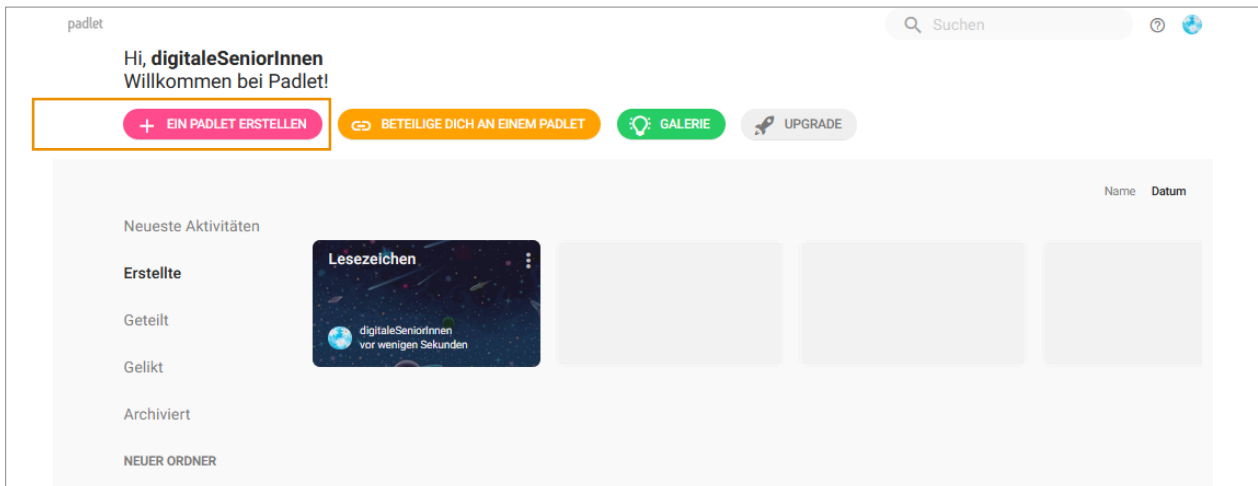 padlet
Suchen
Hi, digitaleSeniorInnen
Willkommen bei Padlet!
EIN PADLET ERSTELLEN
BETEILIGE DICH AN EINEM PADLET
GALERIE
UPGRADE
Name Datum
Neueste Aktivitäten
Erstellte
Geteilt
Gelikt
Archiviert
NEUER ORDNER
Lesezeichen
digitaleSeniorInnen
vor wenigen Sekunden